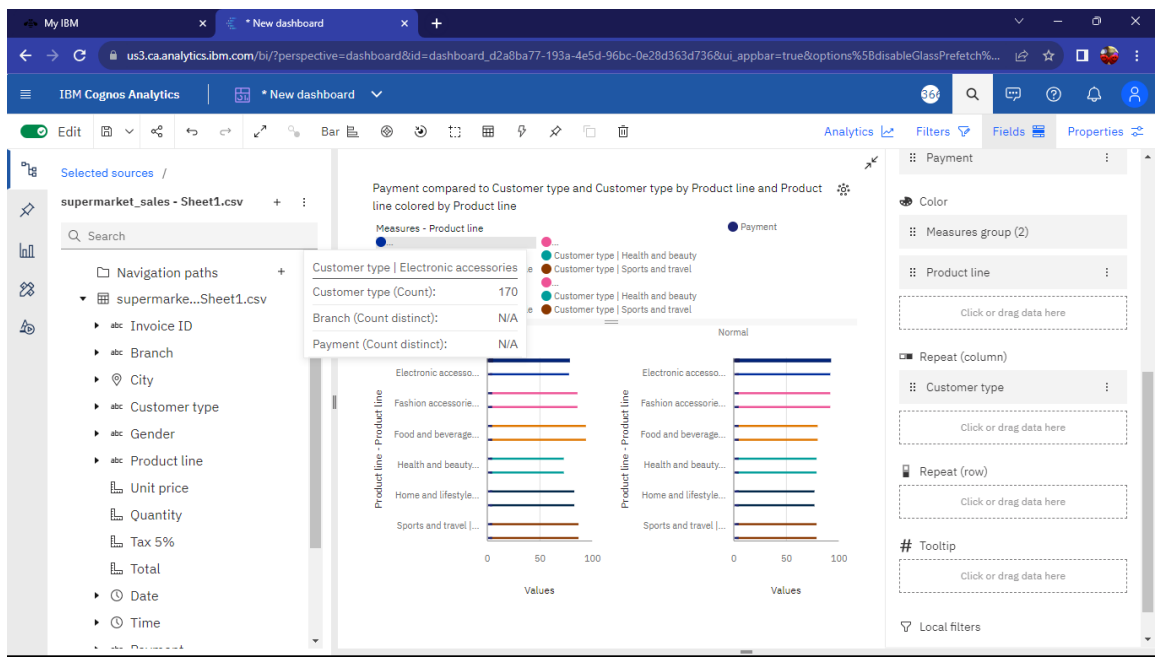 My IBM
* New dashboard
us3.ca.analytics.ibm.com/bi/?perspective=dashboard&id=dashboard_d2a8ba77-193a-4e5d-96bc-0e28d363d736&ui_appbar=true&options%5BdisableGlassPrefetch%...
IBM Cognos Analytics
* New dashboard
Edit
Bar
Analytics
Filters
Fields
Properties
Selected sources /
supermarket_sales - Sheet1.csv
Search
Navigation paths
supermarke...Sheet1.csv
abc Invoice ID
abc Branch
City
abc Customer type
abc Gender
abc Product line
Unit price
Quantity
Tax 5%
Total
Date
Time
Payment compared to Customer type and Customer type by Product line and Product
line colored by Product line
Measures - Product line
Payment
...
...
Customer type | Health and beauty
Customer type | Sports and travel
...
Customer type | Health and beauty
Customer type | Sports and travel
Customer type | Electronic accessories
Customer type (Count): 170
Branch (Count distinct): N/A
Payment (Count distinct): N/A
Normal
Product line - Product line
Electronic accesso...
Fashion accessorie...
Food and beverage...
Health and beauty...
Home and lifestyle...
Sports and travel |...
0 50 100
Values
Product line - Product line
Electronic accesso...
Fashion accessorie...
Food and beverage...
Health and beauty...
Home and lifestyle...
Sports and travel |...
0 50 100
Values
Payment
Color
Measures group (2)
Product line
Click or drag data here
Repeat (column)
Customer type
Click or drag data here
Repeat (row)
Click or drag data here
Tooltip
Click or drag data here
Local filters